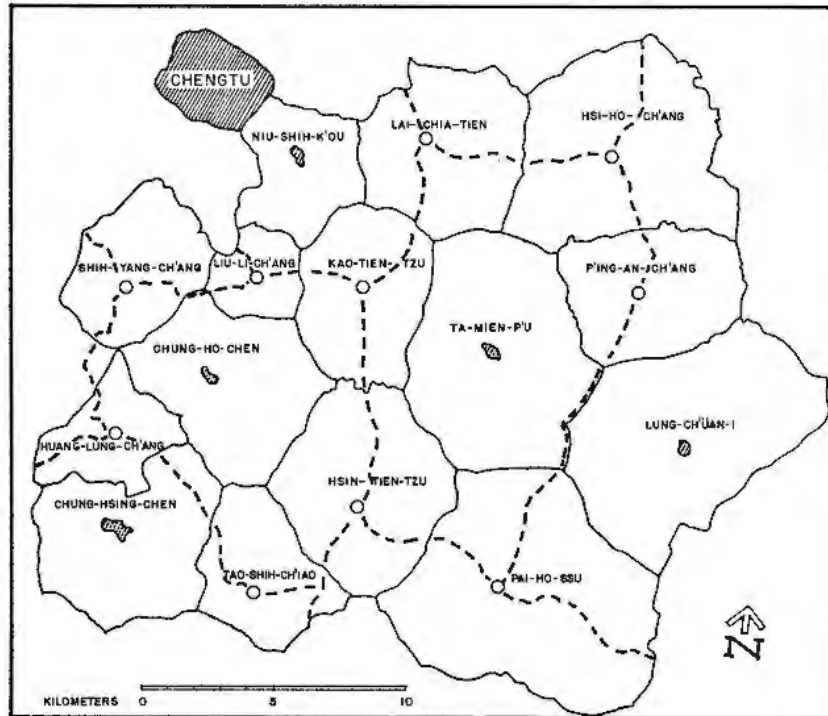 CHENGTU
NIU-SHIH-K'OU
LAI-CHIA-TIEN
HSI-HO-CH'ANG
SHIH-YANG-CH'ANG
LIU-LI-CH'ANG
KAO-TIEN-TZU
P'ING-AN-CH'ANG
TA-MIEN-P'U
CHUNG-HO-CHEN
HUANG-LUNG-CH'ANG
LUNG-CH'ÜAN-I
HSIN-TIEN-TZU
CHUNG-HSING-CHEN
TAO-SHIH-CH'IAO
PAI-HO-SSU
N
KILOMETERS 0 5 10